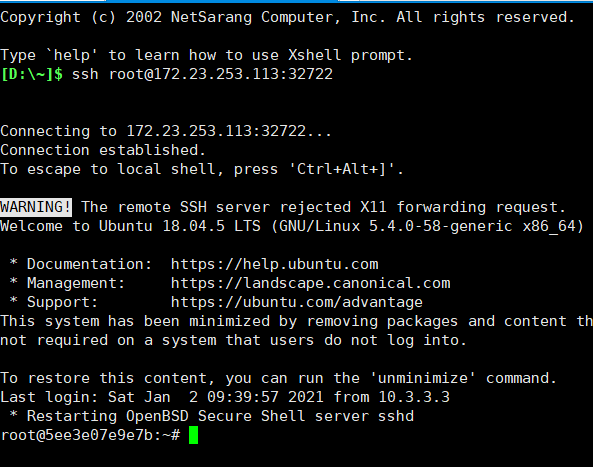 Copyright (c) 2002 NetSarang Computer, Inc. All rights reserved.
Type `help' to learn how to use Xshell prompt.
[D:\~]$ ssh root@172.23.253.113:32722
Connecting to 172.23.253.113:32722...
Connection established.
To escape to local shell, press 'Ctrl+Alt+]'.
WARNING! The remote SSH server rejected X11 forwarding request.
Welcome to Ubuntu 18.04.5 LTS (GNU/Linux 5.4.0-58-generic x86_64)
* Documentation:  https://help.ubuntu.com
* Management:     https://landscape.canonical.com
* Support:        https://ubuntu.com/advantage
This system has been minimized by removing packages and content th
not required on a system that users do not log into.
To restore this content, you can run the 'unminimize' command.
Last login: Sat Jan  2 09:39:57 2021 from 10.3.3.3
* Restarting OpenBSD Secure Shell server sshd
root@5ee3e07e9e7b:~#